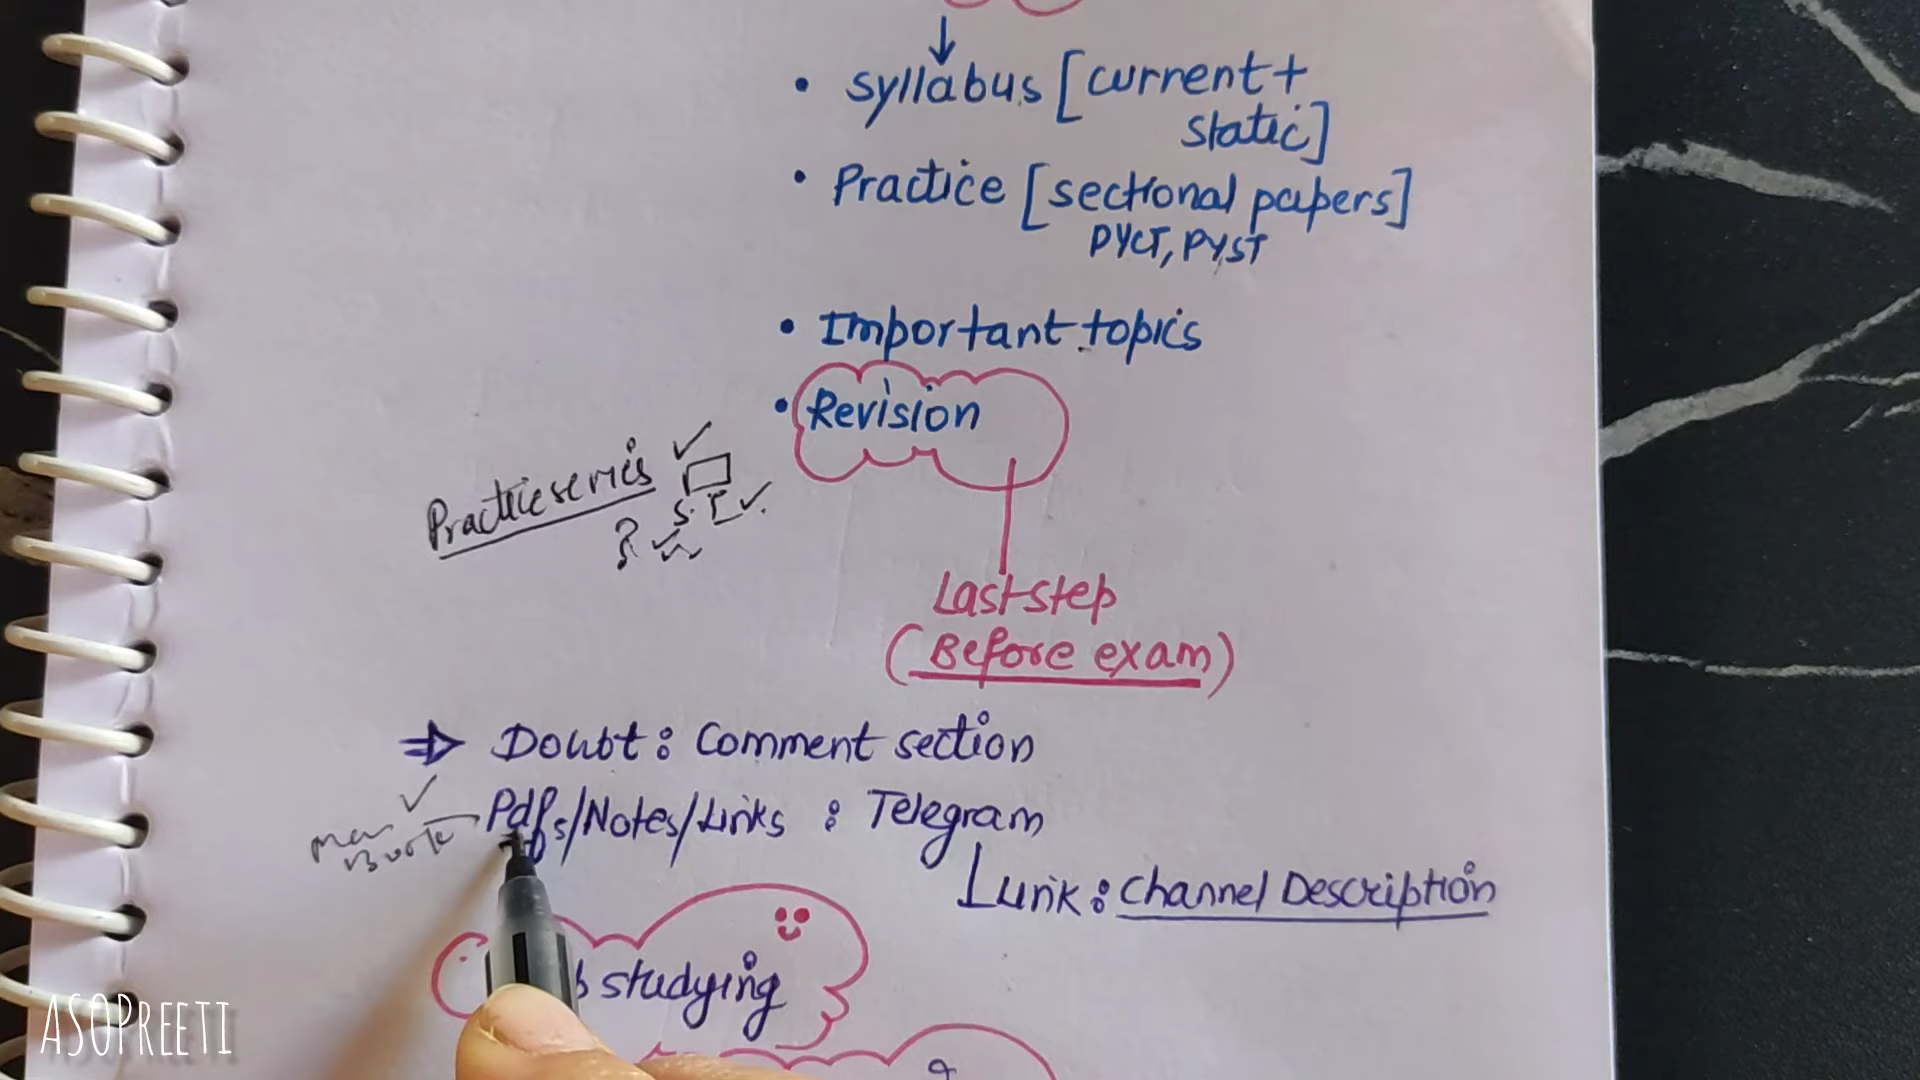 • Syllabus [current +
static]
• Practice [sectional papers]
PYCT, PYST
• Important topics
• Revision
Practice series ✓
S.T ✓
? ✓
Last step
(Before exam)
⇒ Doubt : Comment section
✓
Pdfs/Notes/Links : Telegram
Link : Channel Description
studying
ASOPREETI